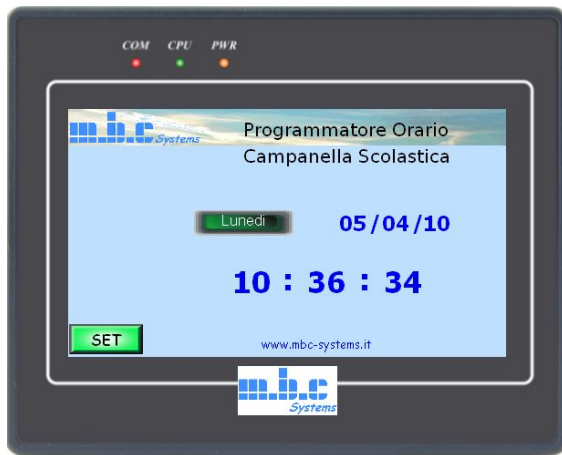 COM CPU PWR
m.b.c Systems
Programmatore Orario
Campanella Scolastica
Lunedì 05/04/10
10 : 36 : 34
SET
www.mbc-systems.it
m.b.c
Systems